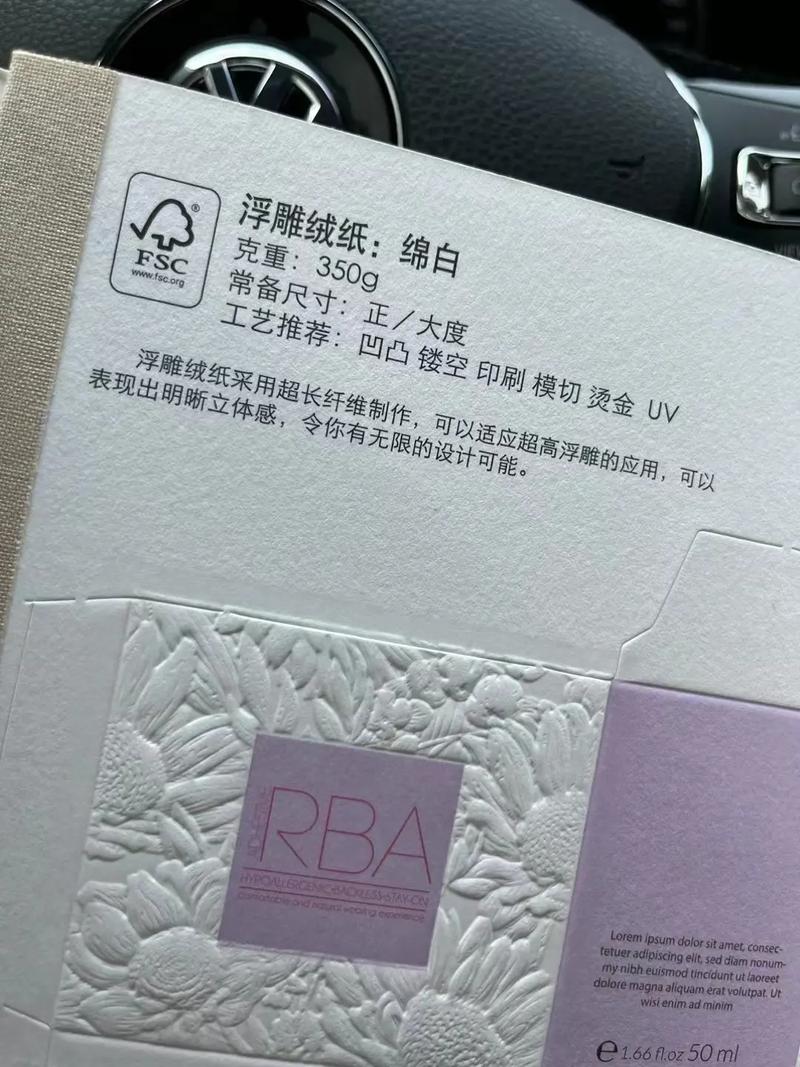 FSC®
www.fsc.org
浮雕绒纸：绵白
克重：350g
常备尺寸：正／大度
工艺推荐：凹凸 镂空 印刷 模切 烫金 UV
浮雕绒纸采用超长纤维制作，可以适应超高浮雕的应用，可以
表现出明晰立体感，令你有无限的设计可能。
RBA
HYPOALLERGENIC•BACKLESS•STAY-ON
comfortable and natural wearing experience
Lorem ipsum dolor sit amet, consec-
tetuer adipiscing elit, sed diam nonum-
my nibh euismod tincidunt ut laoreet
dolore magna aliquam erat volutpat. Ut
wisi enim ad minim
e 1.66 fl.oz 50 ml